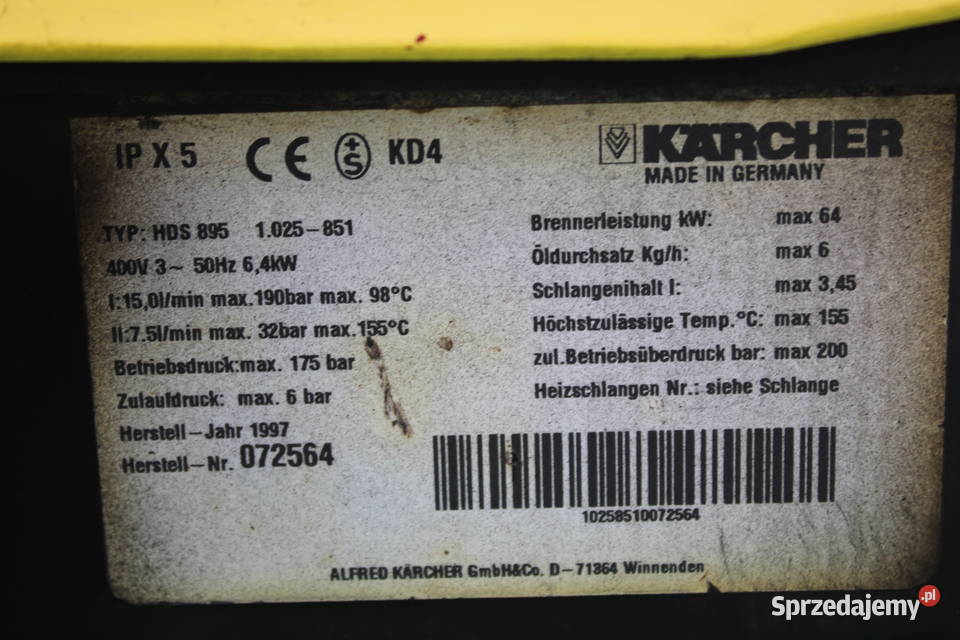 IP X 5 CE S KD4
KÄRCHER
MADE IN GERMANY
TYP: HDS 895 1.025-851
400V 3~ 50Hz 6,4kW
I:15,0l/min max.190bar max. 98°C
II:7.5l/min max. 32bar max.155°C
Betriebsdruck:max. 175 bar
Zulaufdruck: max. 6 bar
Herstell-Jahr 1997
Herstell-Nr. 072564
Brennerleistung kW: max 64
Öldurchsatz Kg/h: max 6
Schlangenihalt l: max 3,45
Höchstzulässige Temp.°C: max 155
zul.Betriebsüberdruck bar: max 200
Heizschlangen Nr.: siehe Schlange
10258510072564
ALFRED KÄRCHER GmbH&Co. D-71364 Winnenden
Sprzedajemy.pl